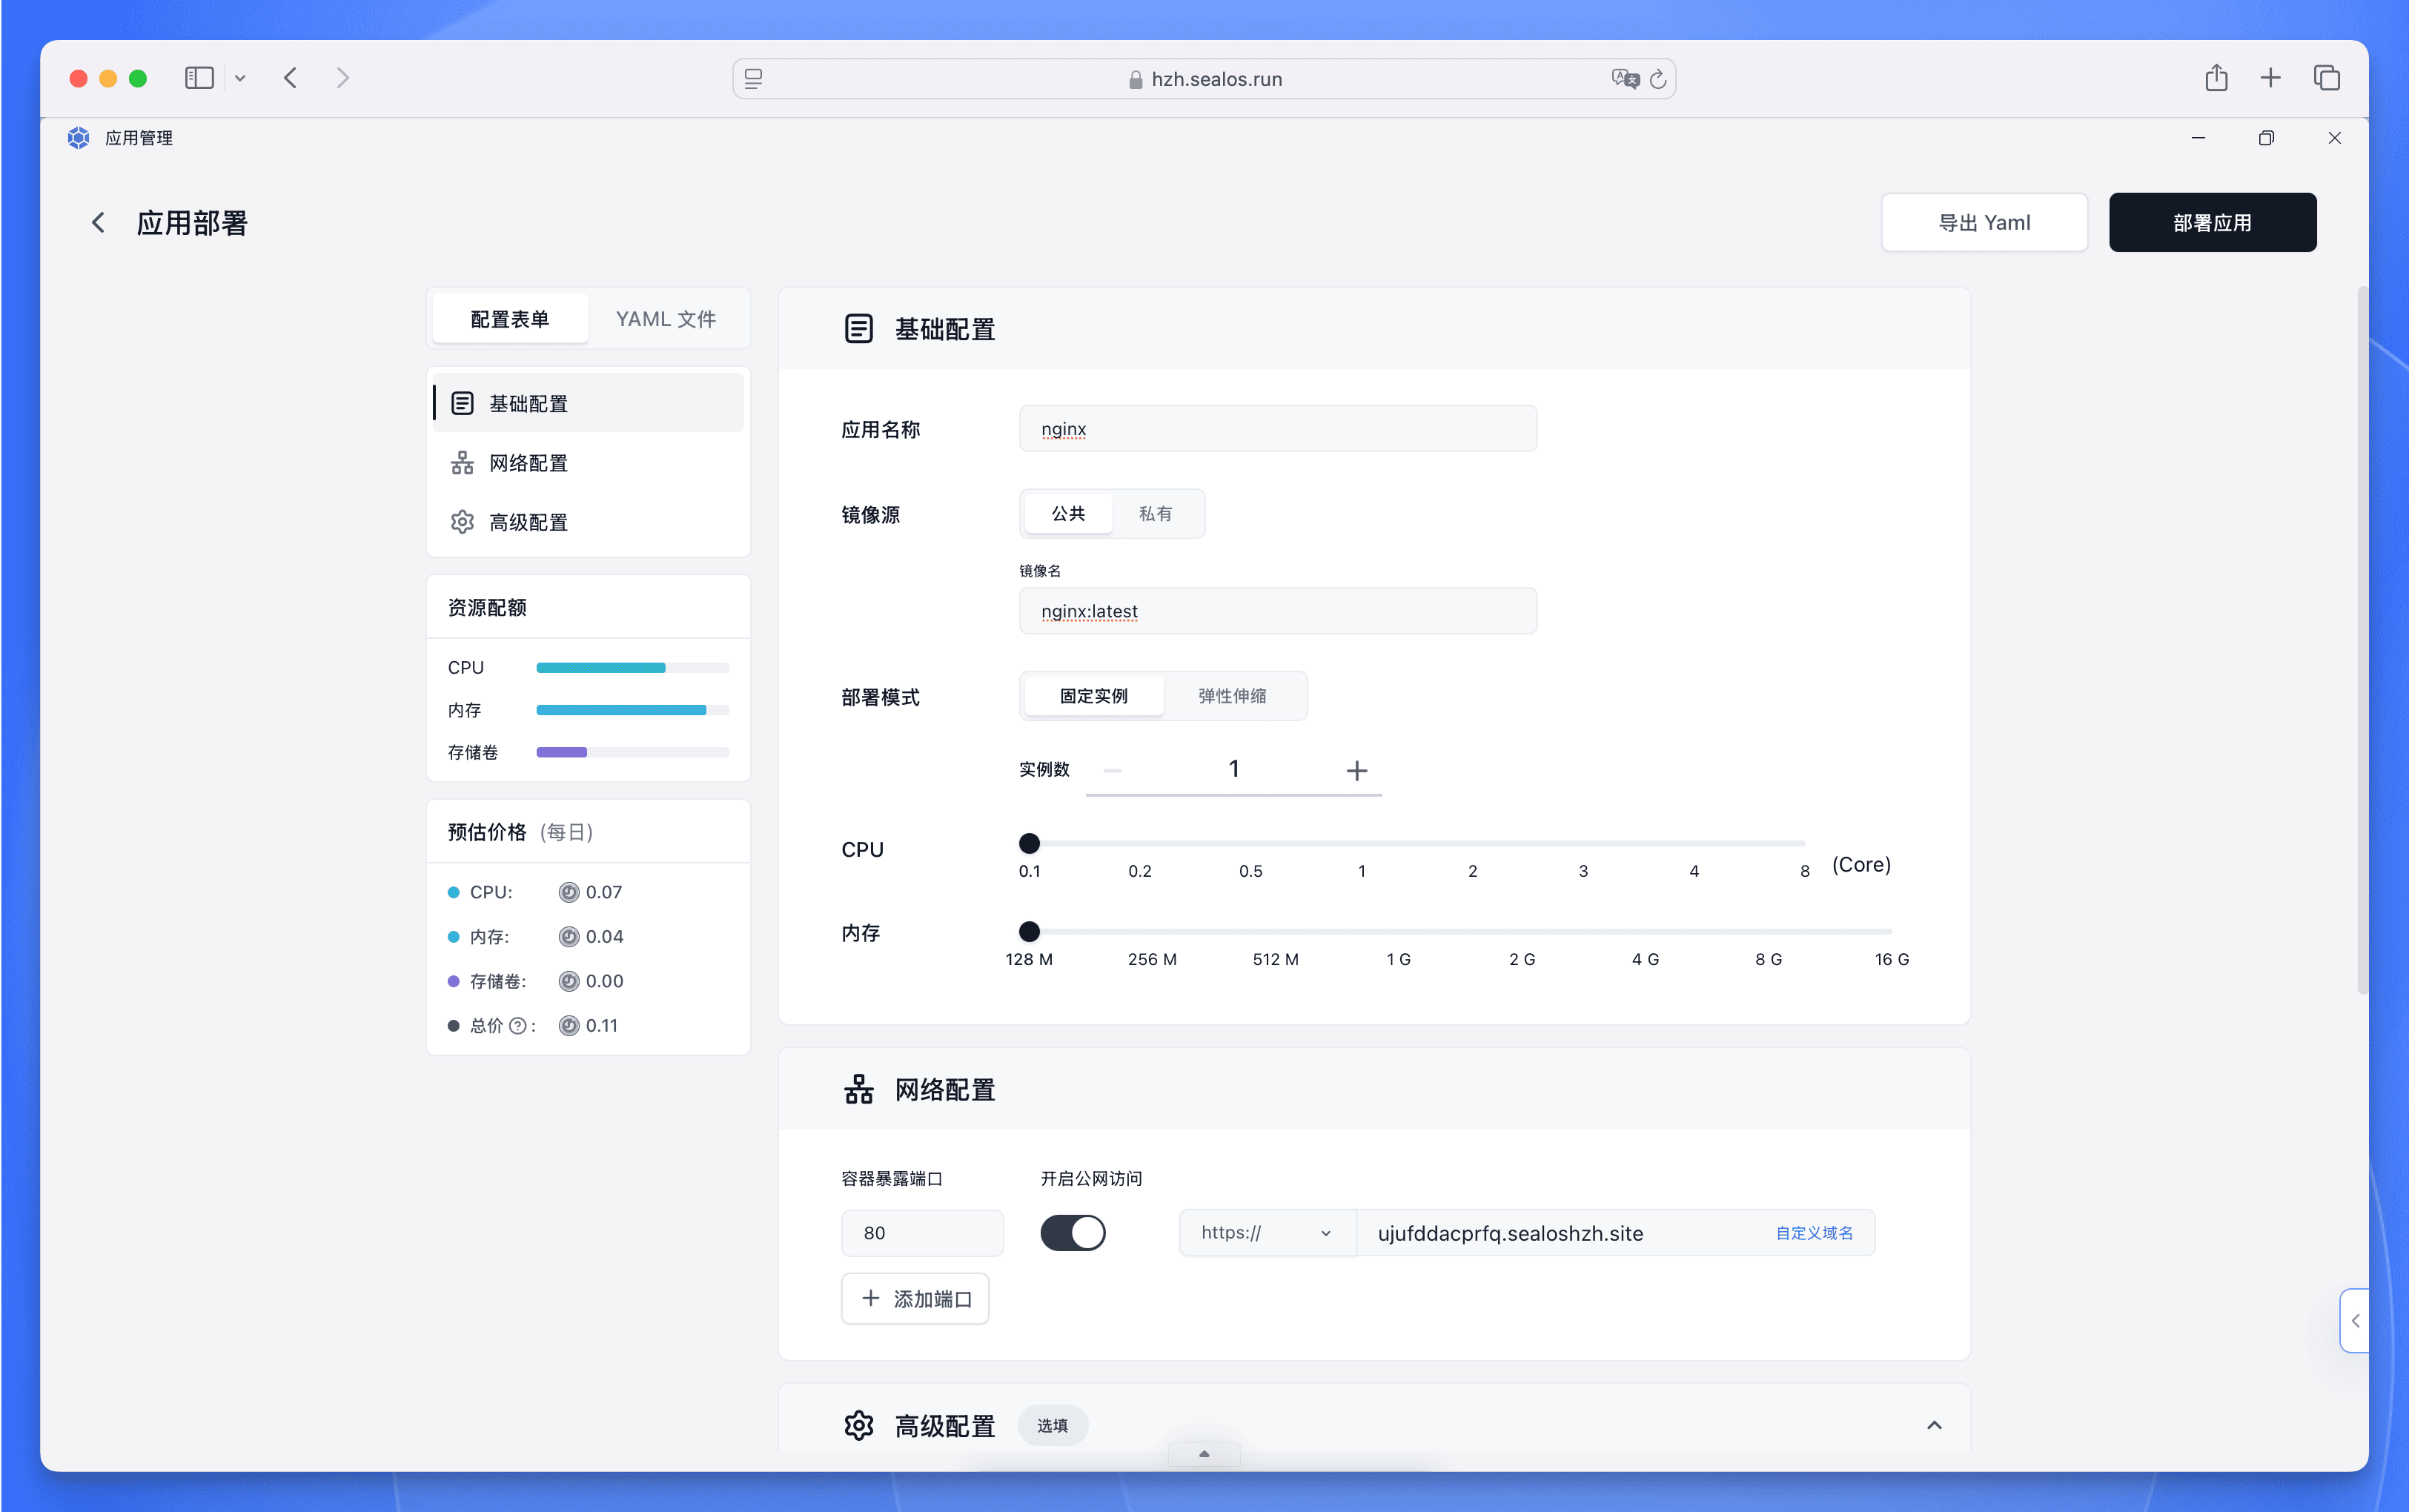 hzh.sealos.run
应用管理
应用部署
导出 Yaml
部署应用
配置表单
YAML 文件
基础配置
网络配置
高级配置
资源配额
CPU
内存
存储卷
预估价格 (每日)
CPU: 0.07
内存: 0.04
存储卷: 0.00
总价 ? : 0.11
基础配置
应用名称
nginx
镜像源
公共
私有
镜像名
nginx:latest
部署模式
固定实例
弹性伸缩
实例数
1
CPU
0.1 0.2 0.5 1 2 3 4 8
(Core)
内存
128 M 256 M 512 M 1 G 2 G 4 G 8 G 16 G
网络配置
容器暴露端口
开启公网访问
80
https://
ujufddacprfq.sealoshzh.site
自定义域名
添加端口
高级配置
选填